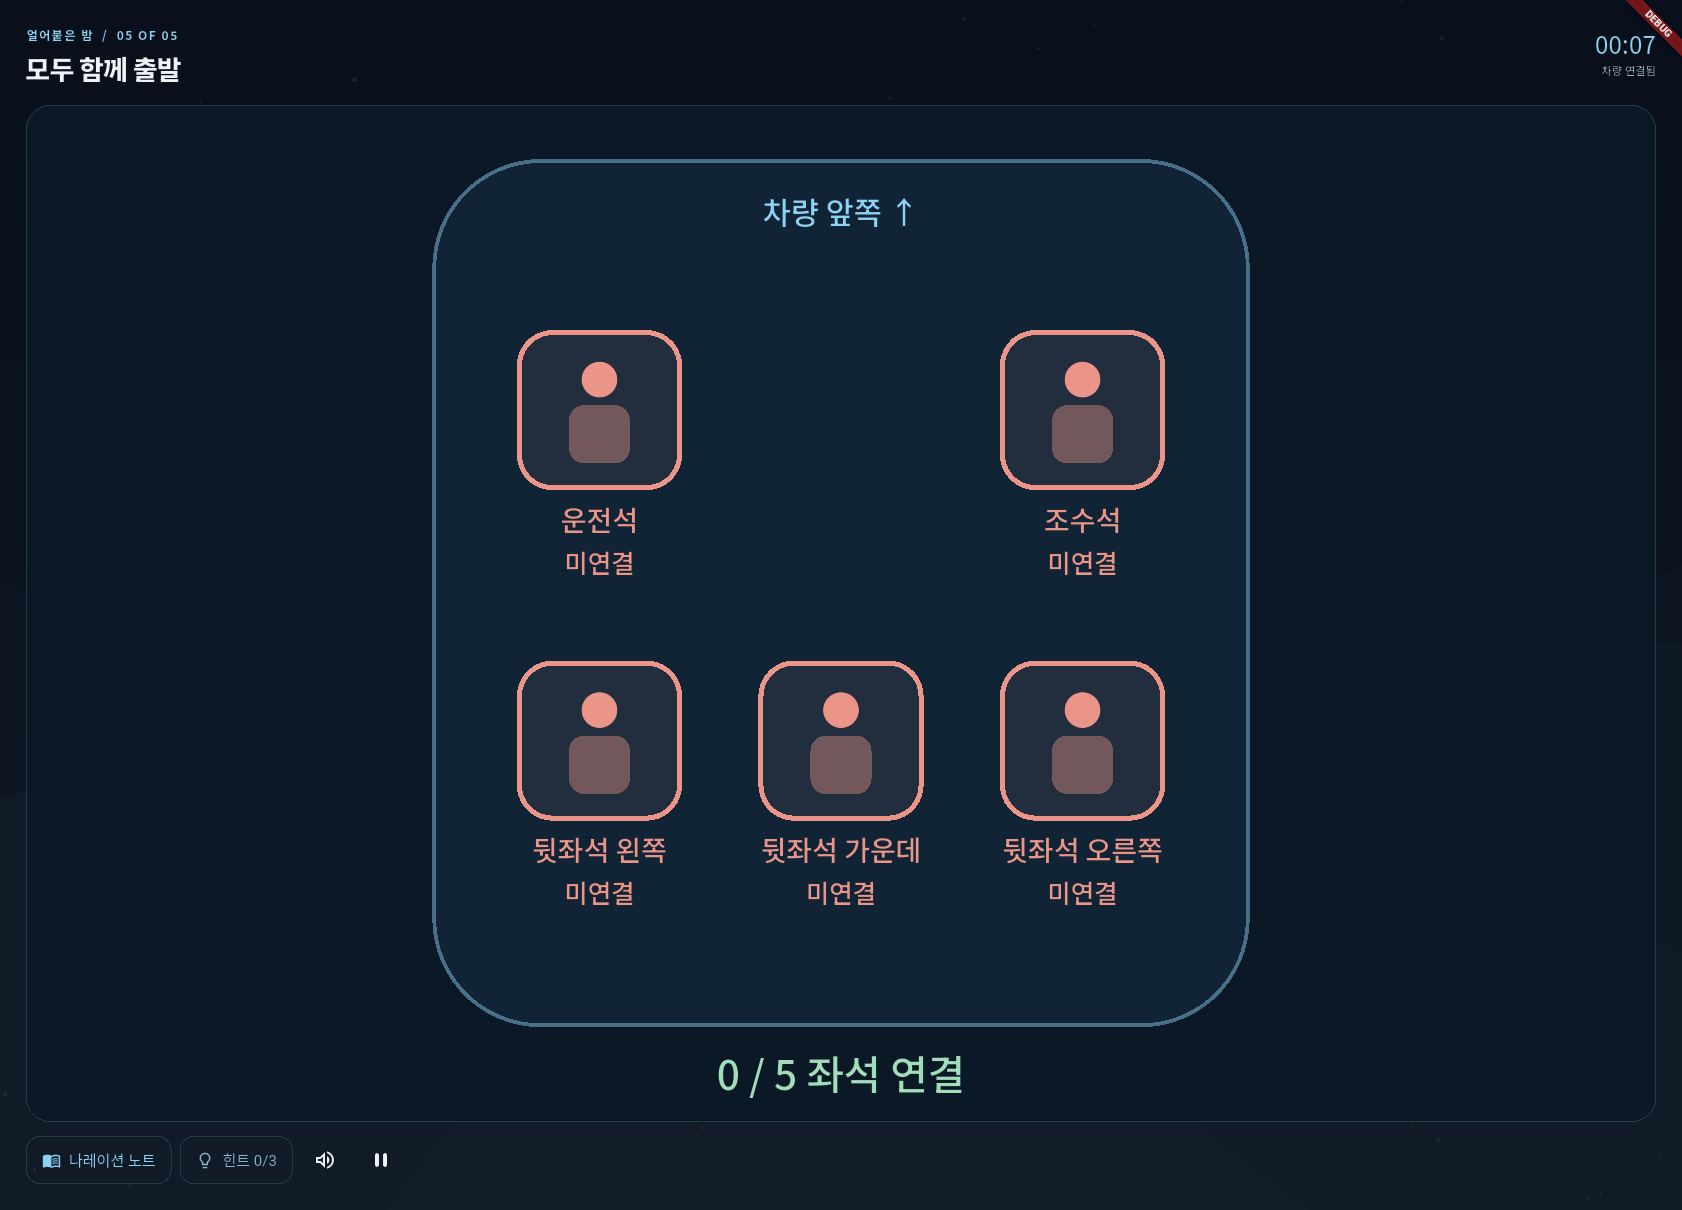 얼어붙은 밤 / 05 OF 05
모두 함께 출발
00:07
차량 연결됨
DEBUG
차량 앞쪽 ↑
운전석
미연결
조수석
미연결
뒷좌석 왼쪽
미연결
뒷좌석 가운데
미연결
뒷좌석 오른쪽
미연결
0 / 5 좌석 연결
나레이션 노트
힌트 0/3